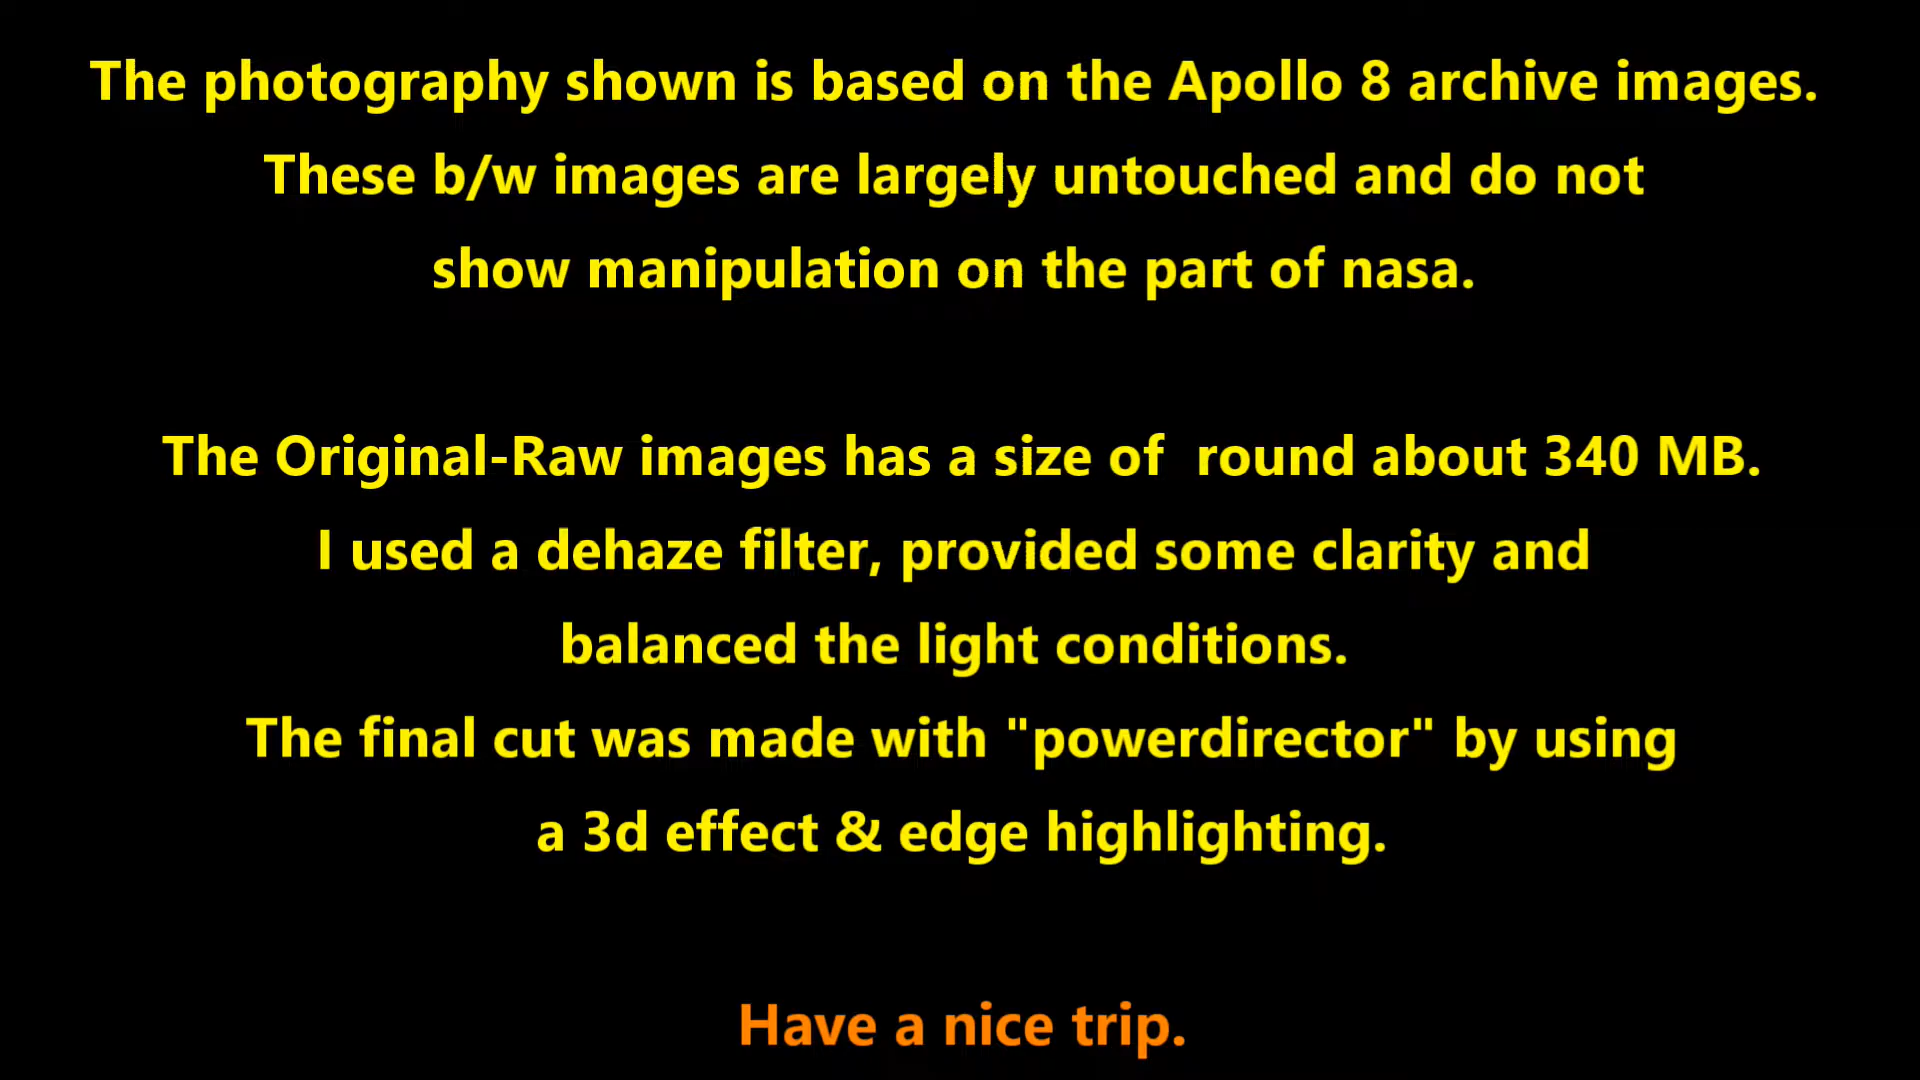 The photography shown is based on the Apollo 8 archive images.
These b/w images are largely untouched and do not
show manipulation on the part of nasa.
The Original-Raw images has a size of  round about 340 MB.
I used a dehaze filter, provided some clarity and
balanced the light conditions.
The final cut was made with "powerdirector" by using
a 3d effect & edge highlighting.
Have a nice trip.